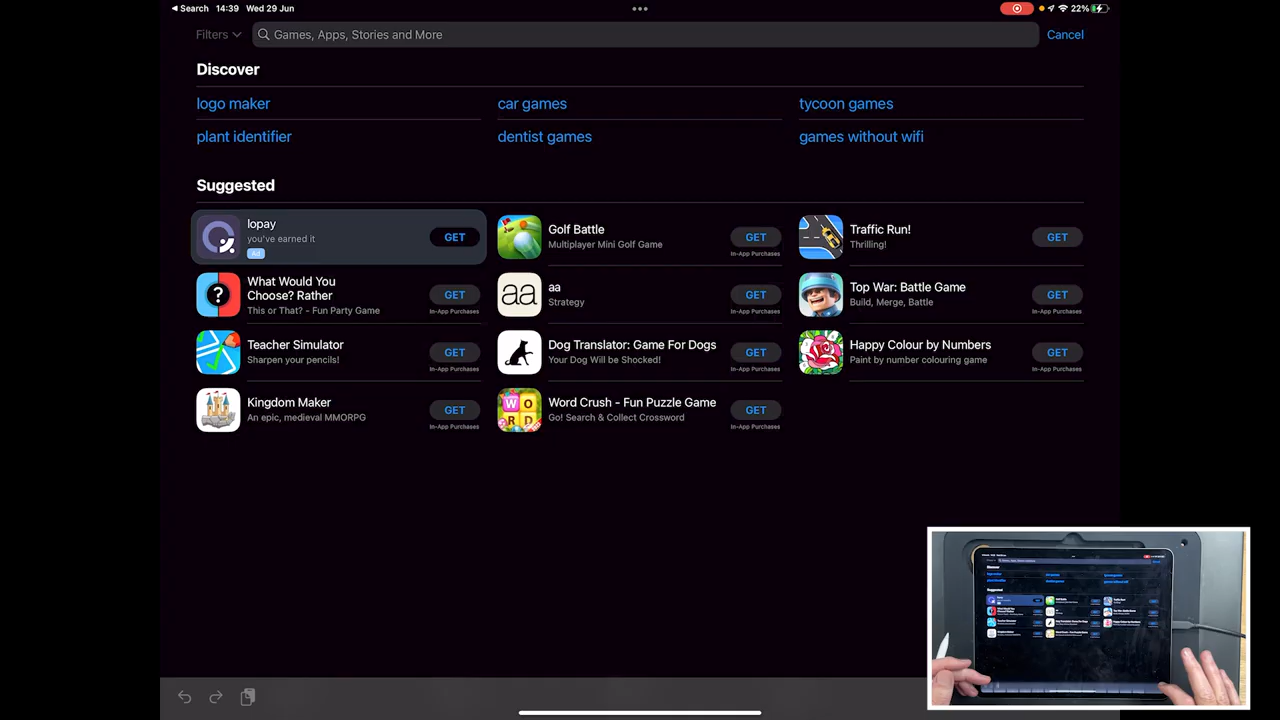 Search 14:39 Wed 29 Jun
22%
Filters
Games, Apps, Stories and More
Cancel
Discover
logo maker
car games
tycoon games
plant identifier
dentist games
games without wifi
Suggested
lopay
you've earned it
Ad
GET
Golf Battle
Multiplayer Mini Golf Game
GET
In-App Purchases
Traffic Run!
Thrilling!
GET
In-App Purchases
What Would You
Choose? Rather
This or That? - Fun Party Game
GET
In-App Purchases
aa
aa
Strategy
GET
In-App Purchases
Top War: Battle Game
Build, Merge, Battle
GET
In-App Purchases
Teacher Simulator
Sharpen your pencils!
GET
In-App Purchases
Dog Translator: Game For Dogs
Your Dog Will be Shocked!
GET
In-App Purchases
Happy Colour by Numbers
Paint by number colouring game
GET
In-App Purchases
Kingdom Maker
An epic, medieval MMORPG
GET
In-App Purchases
WORD
Word Crush - Fun Puzzle Game
Go! Search & Collect Crossword
GET
In-App Purchases